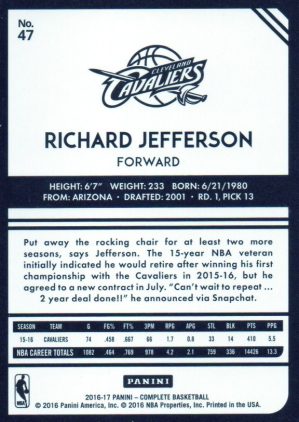 No.
47
CLEVELAND
CAVALIERS
RICHARD JEFFERSON
FORWARD
HEIGHT: 6'7" WEIGHT: 233 BORN: 6/21/1980
FROM: ARIZONA • DRAFTED: 2001 • RD. 1, PICK 13
Put away the rocking chair for at least two more
seasons, says Jefferson. The 15-year NBA veteran
initially indicated he would retire after winning his first
championship with the Cavaliers in 2015-16, but he
agreed to a new contract in July. "Can't wait to repeat ...
2 year deal done!!" he announced via Snapchat.
SEASON TEAM G FG% FT% 3PM RPG APG STL BLK PTS PPG
15-16 CAVALIERS 74 .458 .667 66 1.7 0.8 33 14 410 5.5
NBA CAREER TOTALS 1082 .464 .768 978 4.2 2.1 759 336 14426 13.3
PANINI
2016-17 PANINI - COMPLETE BASKETBALL
© 2016 Panini America, Inc. © 2016 NBA Properties, Inc. Printed in the USA.
NBA